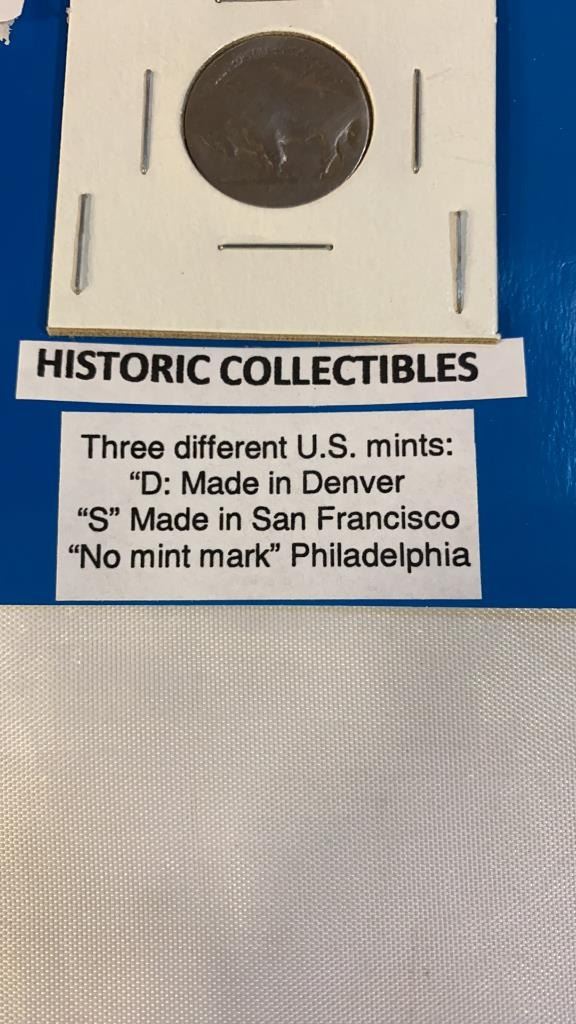 HISTORIC COLLECTIBLES
Three different U.S. mints:
“D: Made in Denver
“S” Made in San Francisco
“No mint mark” Philadelphia